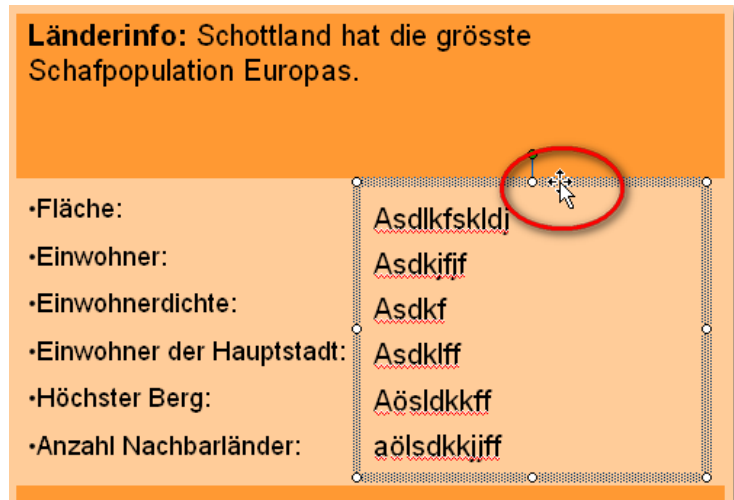 Länderinfo: Schottland hat die grösste
Schafpopulation Europas.
•Fläche: Asdlkfskldj
•Einwohner: Asdkjfjf
•Einwohnerdichte: Asdkf
•Einwohner der Hauptstadt: Asdklff
•Höchster Berg: Aösldkkff
•Anzahl Nachbarländer: aölsdkkjjff